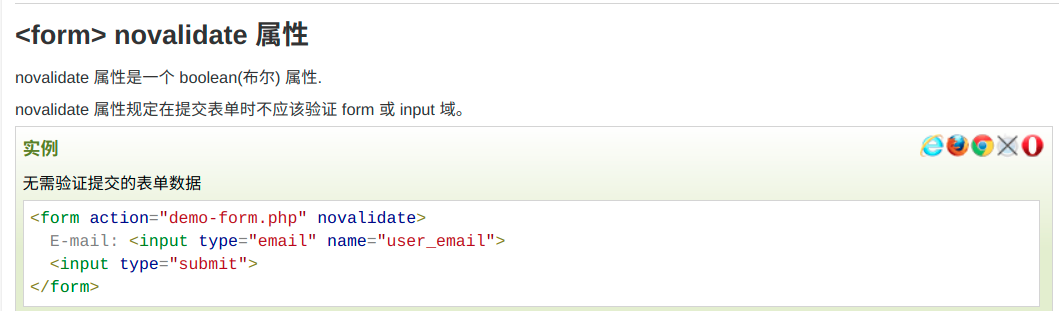 <form> novalidate 属性
novalidate 属性是一个 boolean(布尔) 属性.
novalidate 属性规定在提交表单时不应该验证 form 或 input 域。
实例
无需验证提交的表单数据
<form action="demo-form.php" novalidate>
  E-mail: <input type="email" name="user_email">
  <input type="submit">
</form>